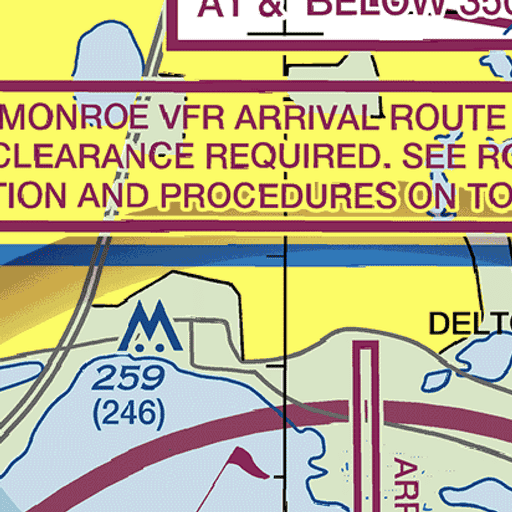 AY & BELOW 350
MONROE VFR ARRIVAL ROUTE
CLEARANCE REQUIRED. SEE RO
TION AND PROCEDURES ON TO
DELTO
259
(246)
ARR